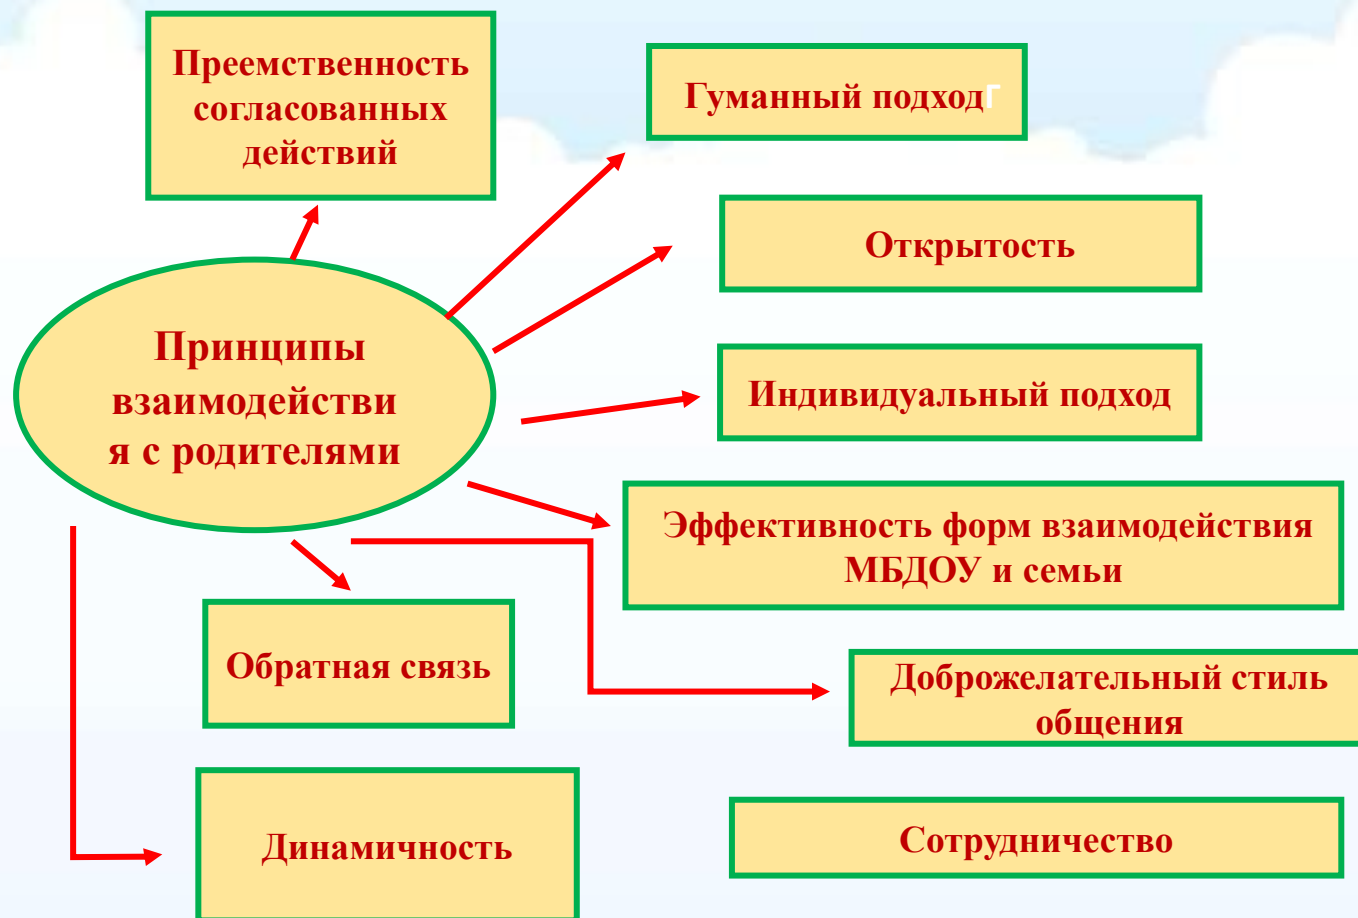 Преемственность
согласованных
действий
Гуманный подходГ
Открытость
Принципы
взаимодействи
я с родителями
Индивидуальный подход
Эффективность форм взаимодействия
МБДОУ и семьи
Обратная связь
Доброжелательный стиль
общения
Динамичность
Сотрудничество